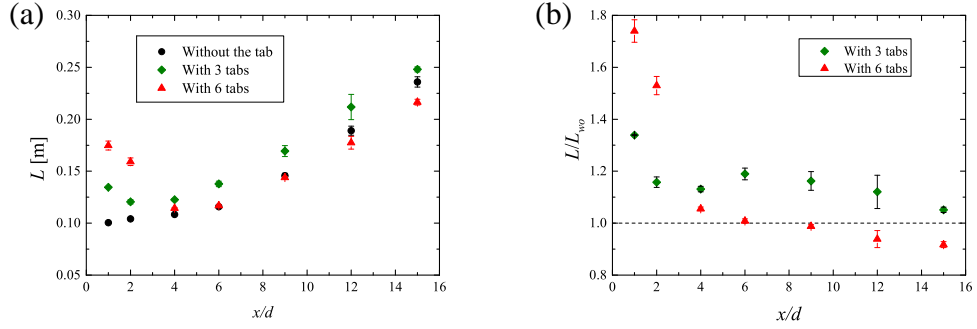 (a)
0.30
0.25
0.20
0.15
0.10
0.05
L [m]
Without the tab
With 3 tabs
With 6 tabs
0 2 4 6 8 10 12 14 16
x/d
(b)
1.8
1.6
1.4
1.2
1.0
0.8
L/Lwo
With 3 tabs
With 6 tabs
0 2 4 6 8 10 12 14 16
x/d